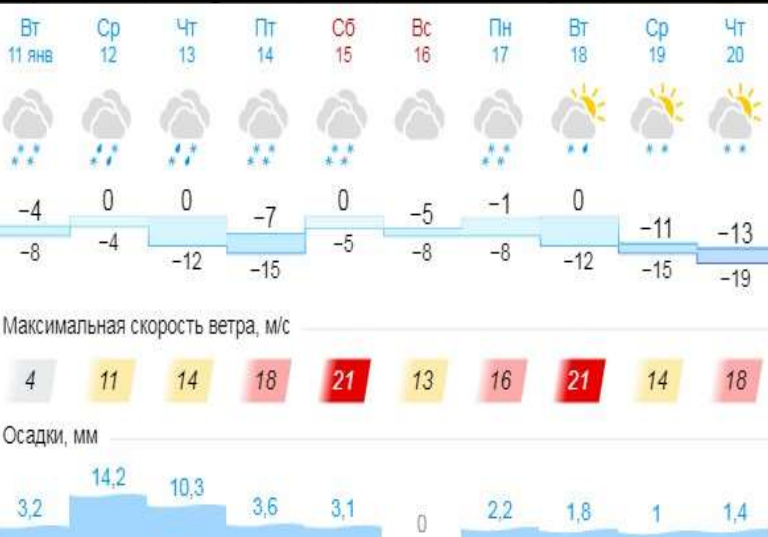 Вт Ср Чт Пт Сб Вс Пн Вт Ср Чт
11 янв 12 13 14 15 16 17 18 19 20
−4 0 0 −7 0 −5 −1 0 −11 −13
−8 −4 −12 −15 −5 −8 −8 −12 −15 −19
Максимальная скорость ветра, м/с
4 11 14 18 21 13 16 21 14 18
Осадки, мм
3,2 14,2 10,3 3,6 3,1 0 2,2 1,8 1 1,4